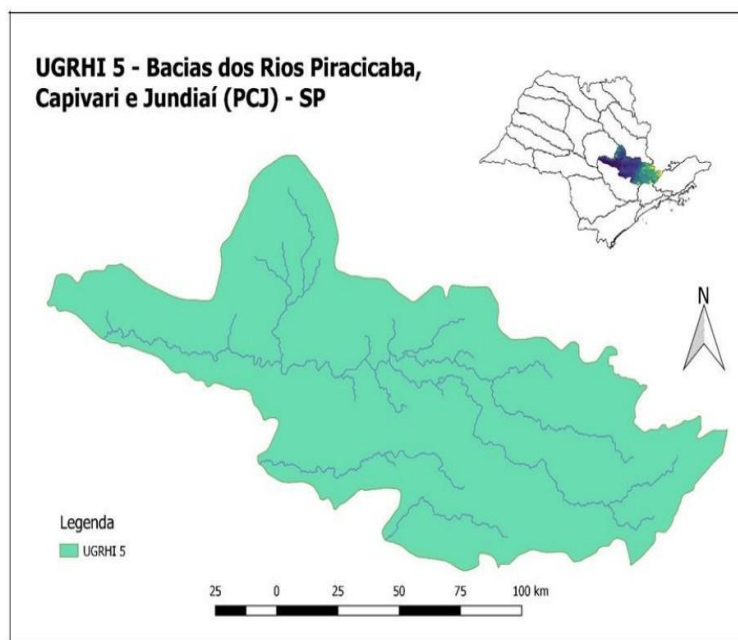 UGRHI 5 - Bacias dos Rios Piracicaba,
Capivari e Jundiaí (PCJ) - SP
N
Legenda
UGRHI 5
25 0 25 50 75 100 km